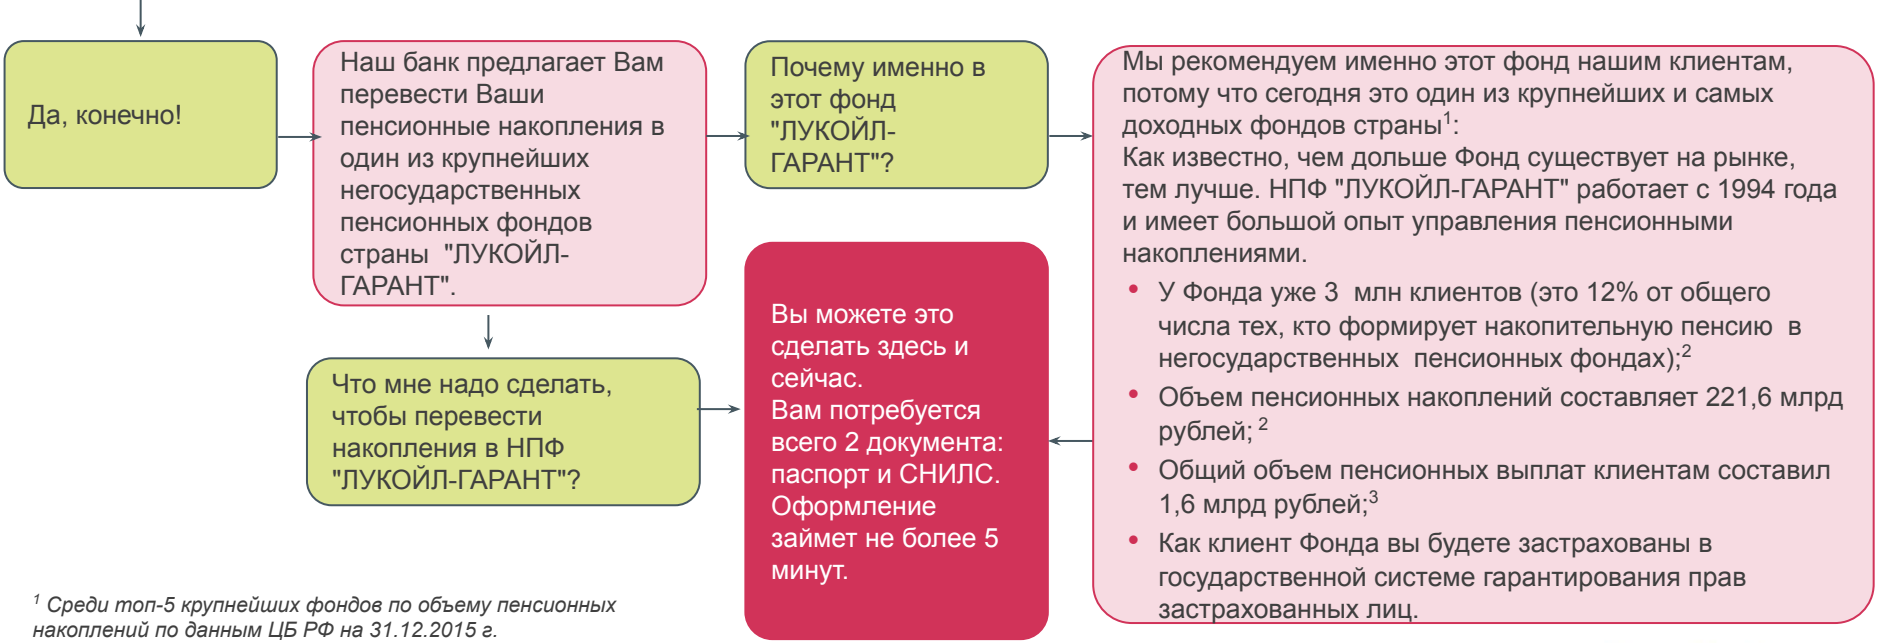 Да, конечно!
Наш банк предлагает Вам
перевести Ваши
пенсионные накопления в
один из крупнейших
негосударственных
пенсионных фондов
страны "ЛУКОЙЛ-
ГАРАНТ".
Почему именно в
этот фонд
"ЛУКОЙЛ-
ГАРАНТ"?
Мы рекомендуем именно этот фонд нашим клиентам,
потому что сегодня это один из крупнейших и самых
доходных фондов страны¹:
Как известно, чем дольше Фонд существует на рынке,
тем лучше. НПФ "ЛУКОЙЛ-ГАРАНТ" работает с 1994 года
и имеет большой опыт управления пенсионными
накоплениями.
• У Фонда уже 3 млн клиентов (это 12% от общего
числа тех, кто формирует накопительную пенсию в
негосударственных пенсионных фондах);²
• Объем пенсионных накоплений составляет 221,6 млрд
рублей; ²
• Общий объем пенсионных выплат клиентам составил
1,6 млрд рублей;³
• Как клиент Фонда вы будете застрахованы в
государственной системе гарантирования прав
застрахованных лиц.
Что мне надо сделать,
чтобы перевести
накопления в НПФ
"ЛУКОЙЛ-ГАРАНТ"?
Вы можете это
сделать здесь и
сейчас.
Вам потребуется
всего 2 документа:
паспорт и СНИЛС.
Оформление
займет не более 5
минут.
¹ Среди топ-5 крупнейших фондов по объему пенсионных
накоплений по данным ЦБ РФ на 31.12.2015 г.